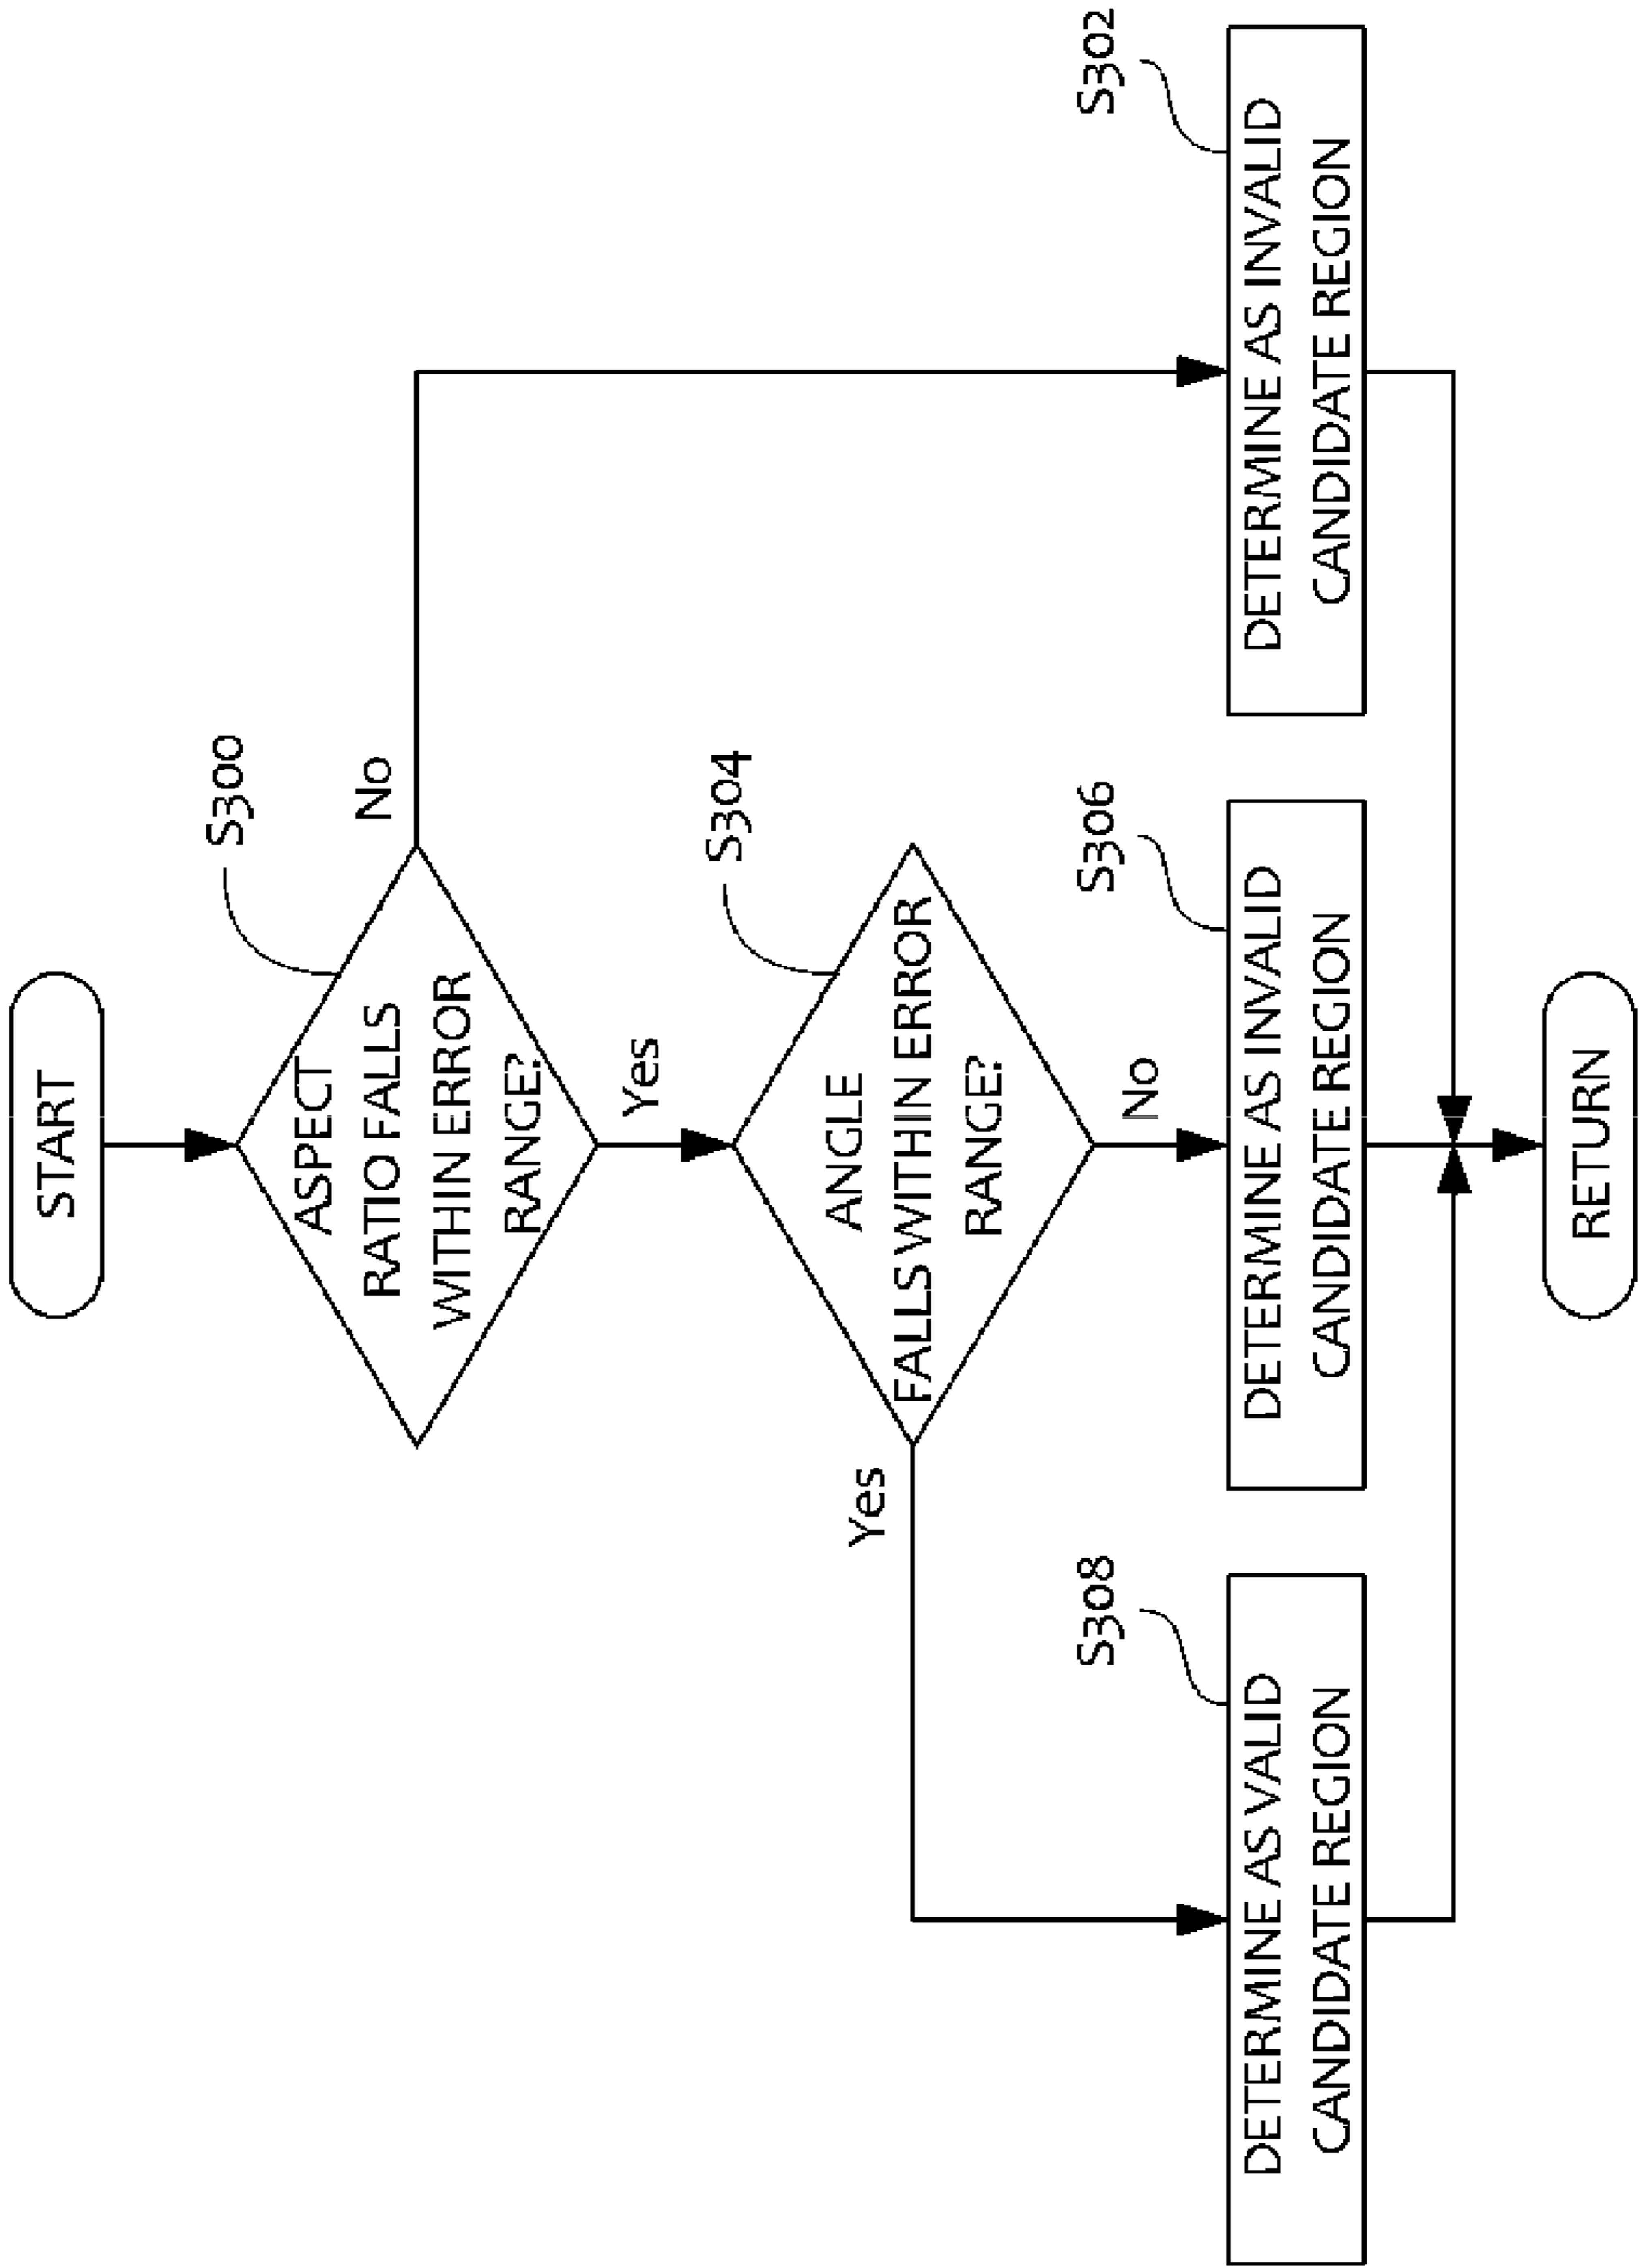 START
S300
ASPECT
RATIO FALLS
WITHIN ERROR
RANGE?
No
Yes
S304
ANGLE
FALLS WITHIN ERROR
RANGE?
Yes
No
S308
DETERMINE AS VALID
CANDIDATE REGION
S306
DETERMINE AS INVALID
CANDIDATE REGION
S302
DETERMINE AS INVALID
CANDIDATE REGION
RETURN